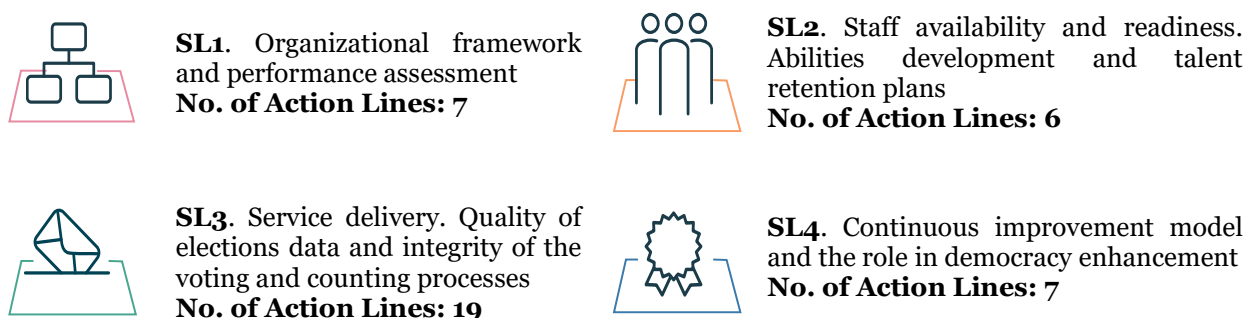 SL1. Organizational framework
and performance assessment
No. of Action Lines: 7
SL2. Staff availability and readiness.
Abilities development and talent
retention plans
No. of Action Lines: 6
SL3. Service delivery. Quality of
elections data and integrity of the
voting and counting processes
No. of Action Lines: 19
SL4. Continuous improvement model
and the role in democracy enhancement
No. of Action Lines: 7